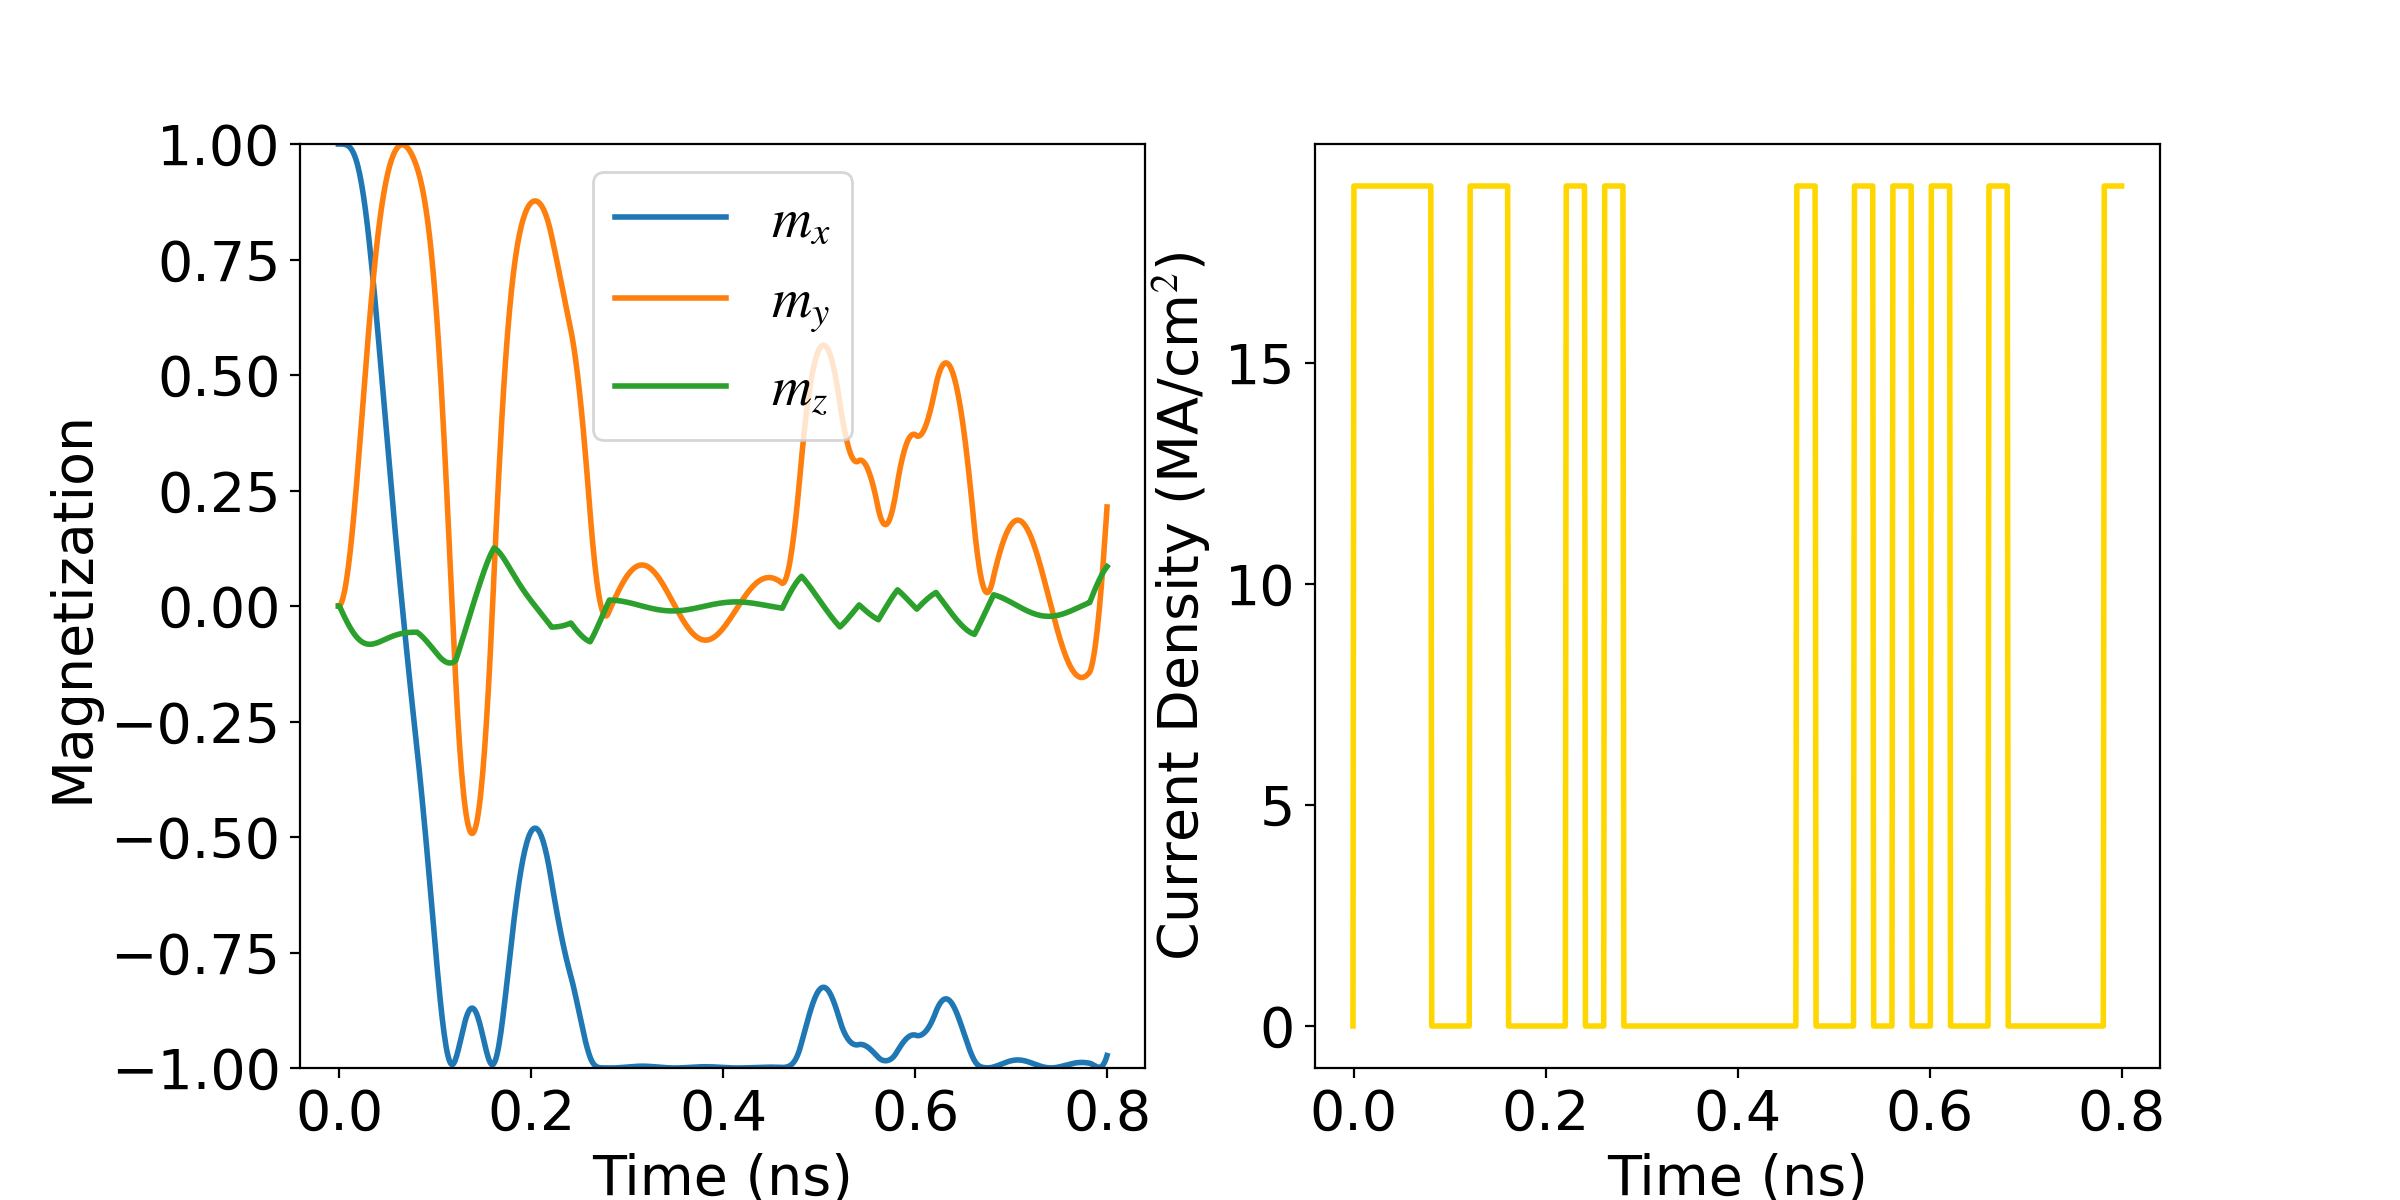 1.00
0.75
0.50
0.25
0.00
−0.25
−0.50
−0.75
−1.00
Magnetization
0.0 0.2 0.4 0.6 0.8
Time (ns)
m_x
m_y
m_z
15
10
5
0
Current Density (MA/cm²)
0.0 0.2 0.4 0.6 0.8
Time (ns)